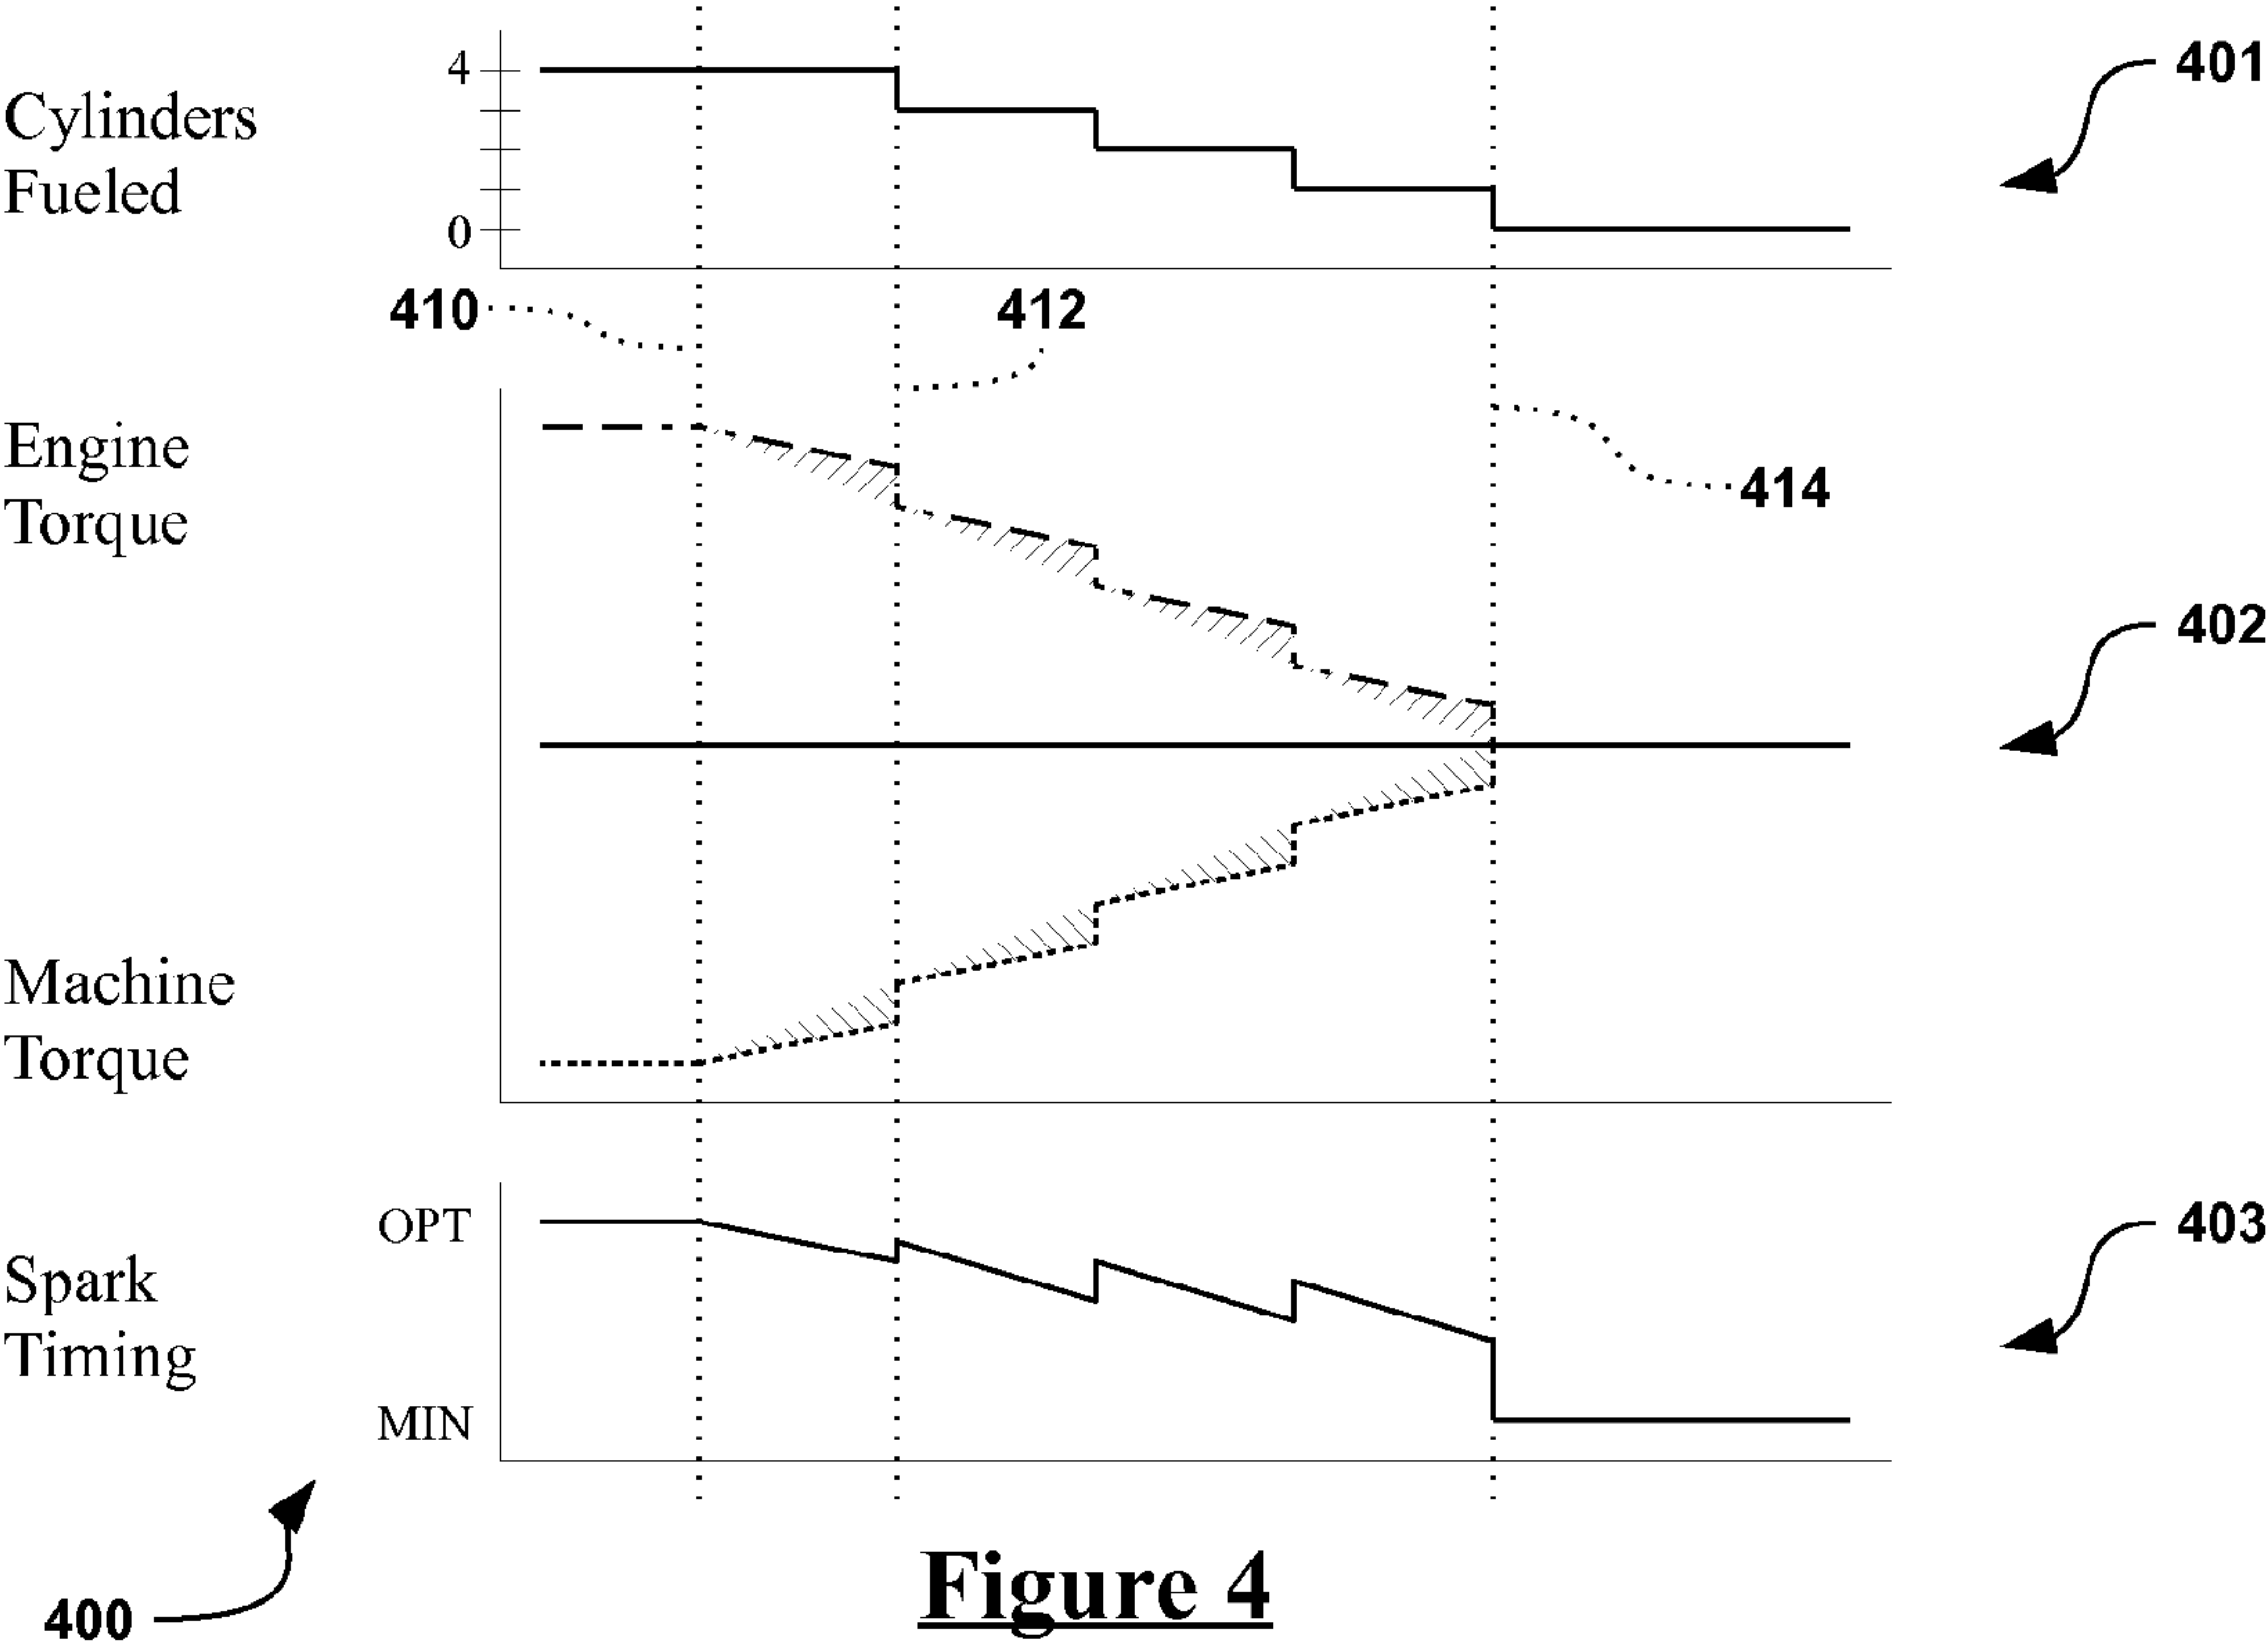 401
4
Cylinders
Fueled
0
410
412
Engine
Torque
414
402
Machine
Torque
OPT
403
Spark
Timing
MIN
400
Figure 4